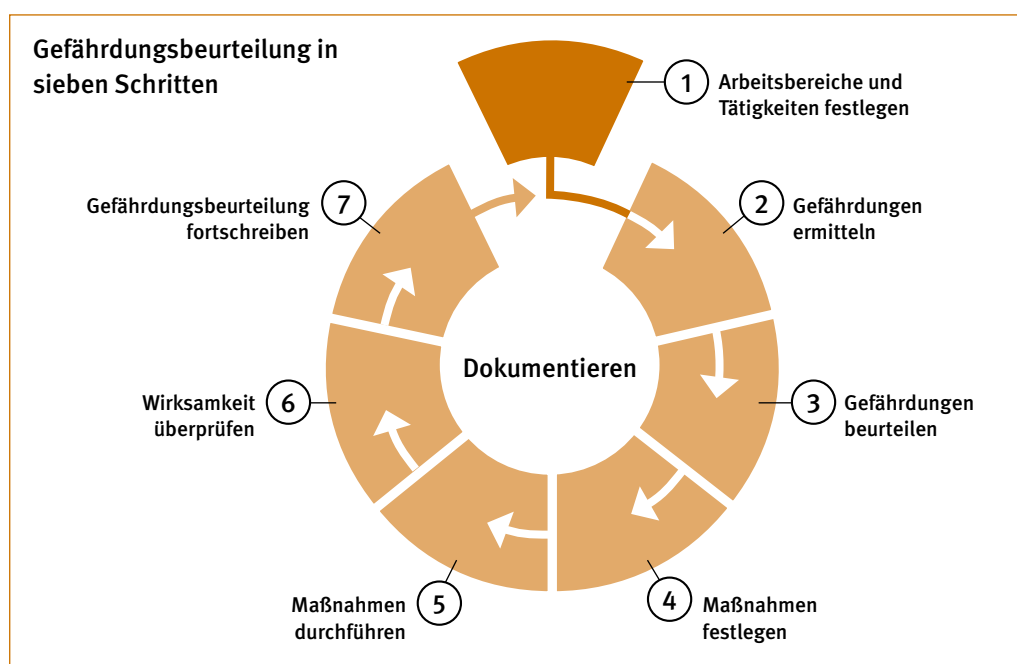 Gefährdungsbeurteilung in
sieben Schritten
1
Arbeitsbereiche und
Tätigkeiten festlegen
2
Gefährdungen
ermitteln
3
Gefährdungen
beurteilen
4
Maßnahmen
festlegen
5
Maßnahmen
durchführen
6
Wirksamkeit
überprüfen
7
Gefährdungsbeurteilung
fortschreiben
Dokumentieren